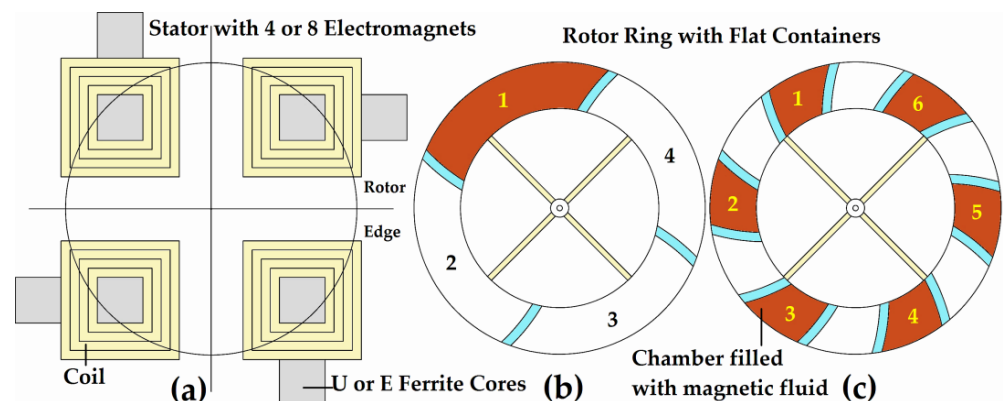 Stator with 4 or 8 Electromagnets
Rotor Ring with Flat Containers
Rotor
Edge
Coil
(a)
U or E Ferrite Cores
1
2
3
4
(b)
1
2
3
4
5
6
Chamber filled
with magnetic fluid
(c)